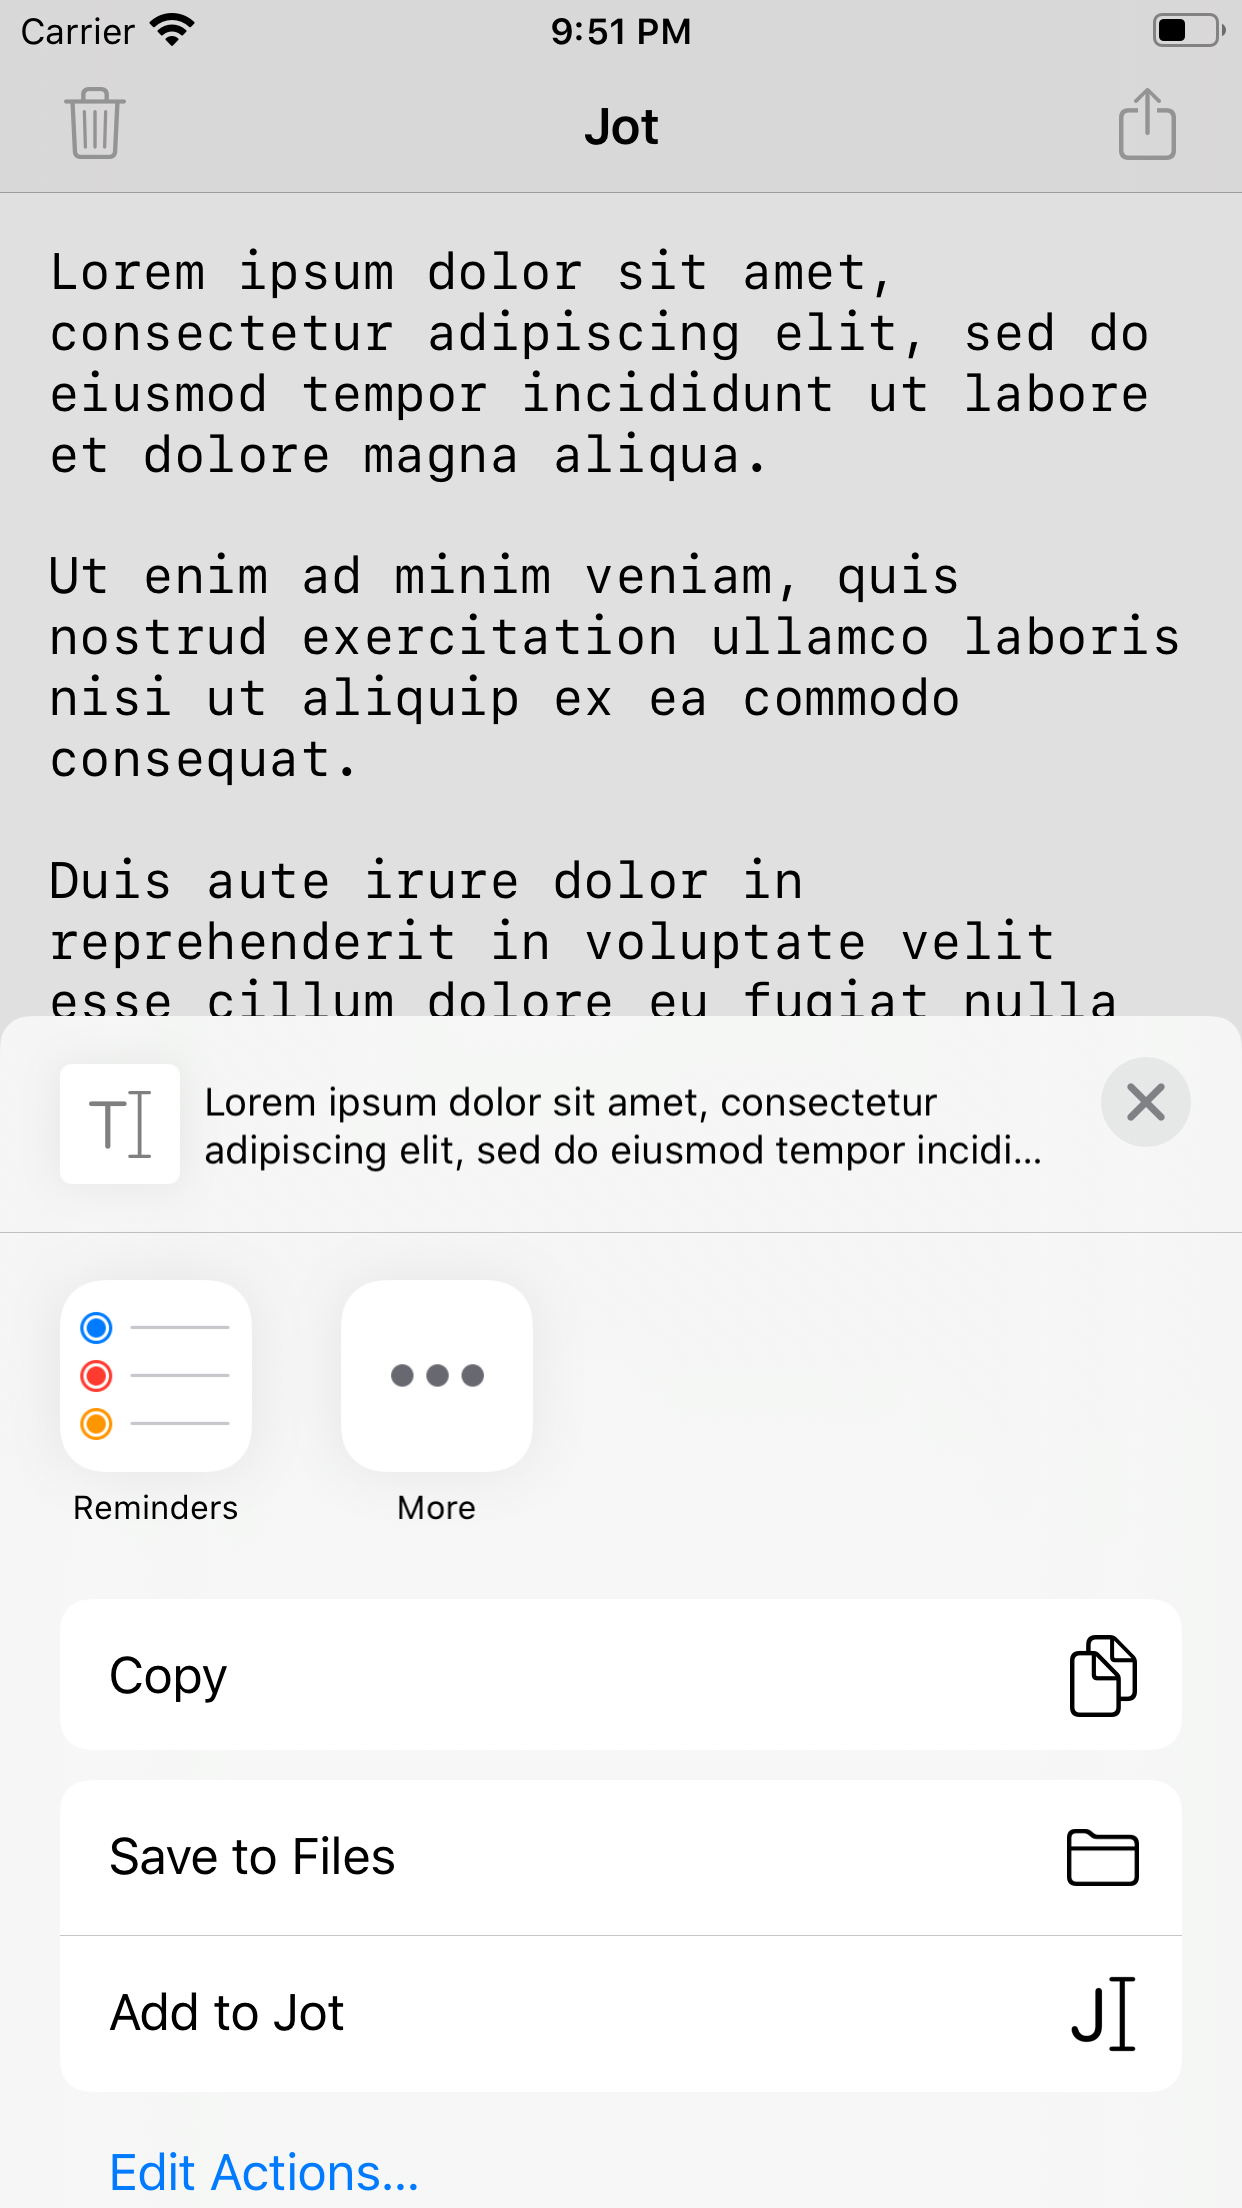 Carrier 9:51 PM
Jot
Lorem ipsum dolor sit amet,
consectetur adipiscing elit, sed do
eiusmod tempor incididunt ut labore
et dolore magna aliqua.
Ut enim ad minim veniam, quis
nostrud exercitation ullamco laboris
nisi ut aliquip ex ea commodo
consequat.
Duis aute irure dolor in
reprehenderit in voluptate velit
esse cillum dolore eu fugiat nulla
Lorem ipsum dolor sit amet, consectetur
adipiscing elit, sed do eiusmod tempor incidi...
Reminders
More
Copy
Save to Files
Add to Jot
Edit Actions...